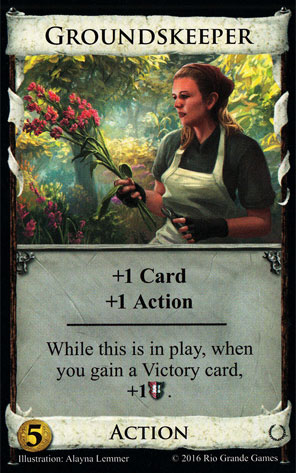 GROUNDSKEEPER
+1 Card
+1 Action
While this is in play, when
you gain a Victory card,
+1.
5
ACTION
Illustration: Alayna Lemmer © 2016 Rio Grande Games